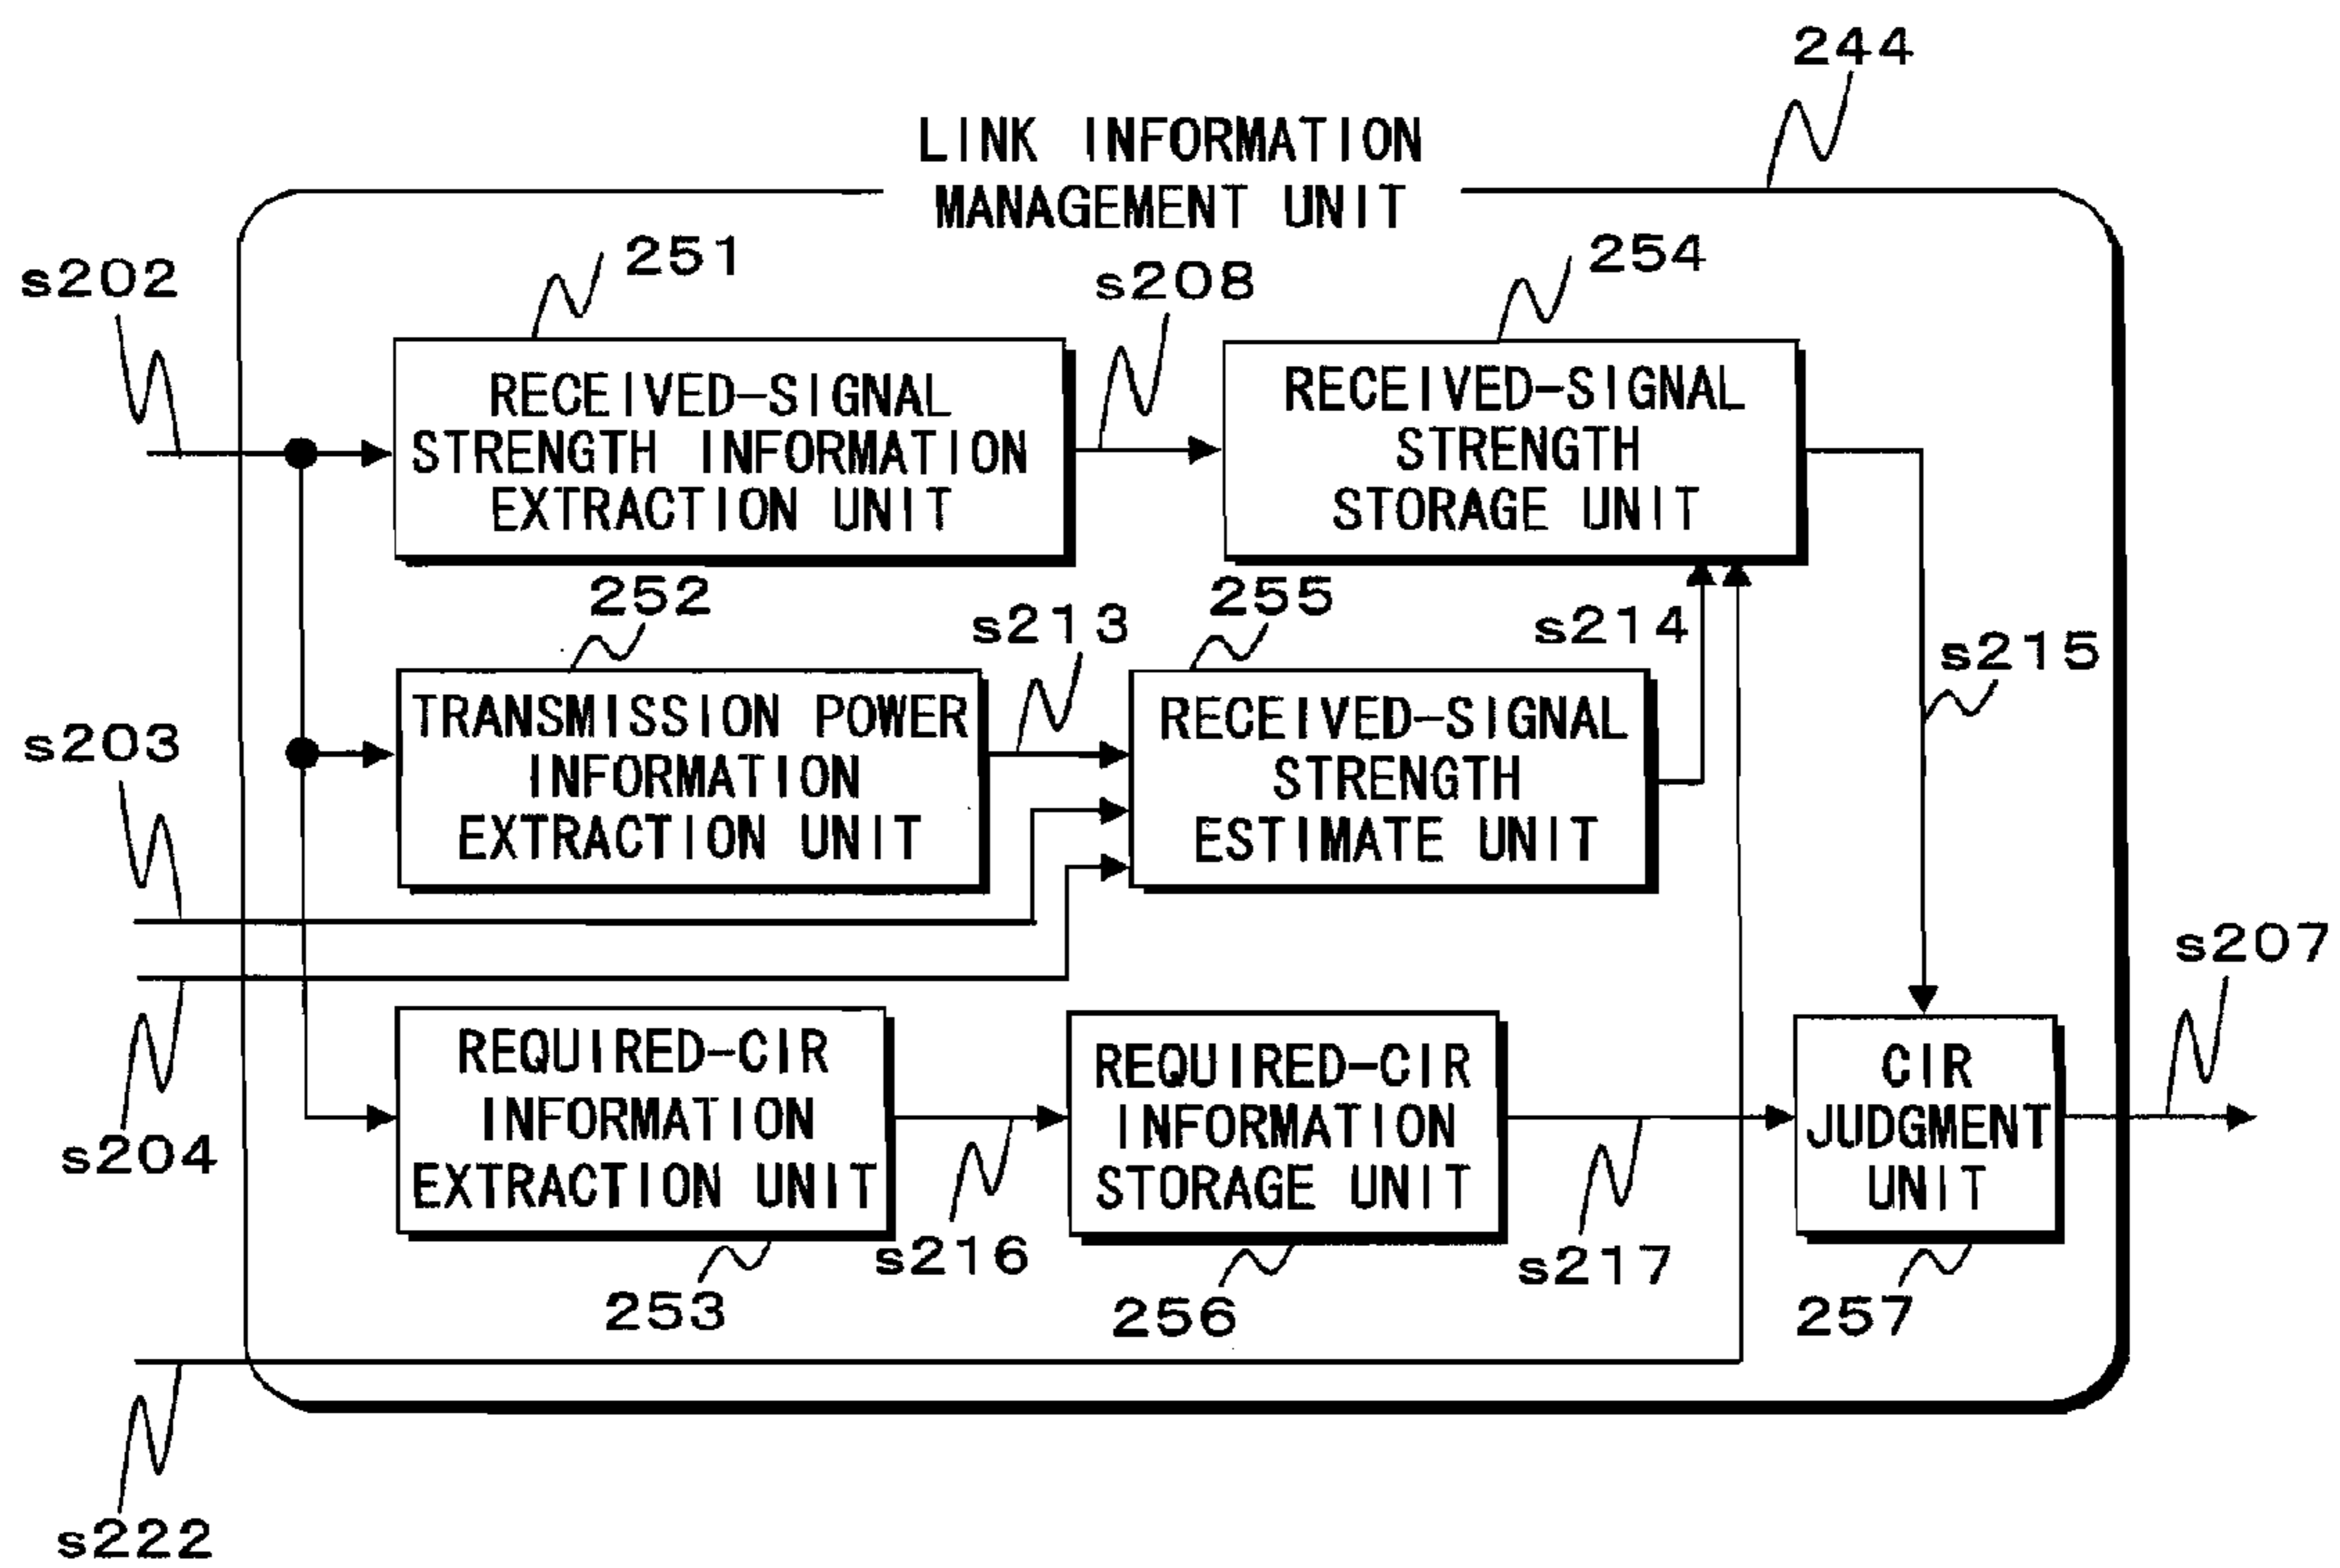 244
LINK INFORMATION
MANAGEMENT UNIT
s202
251
s208
254
RECEIVED-SIGNAL
STRENGTH INFORMATION
EXTRACTION UNIT
RECEIVED-SIGNAL
STRENGTH
STORAGE UNIT
252
s213
255
s214
s215
s203
TRANSMISSION POWER
INFORMATION
EXTRACTION UNIT
RECEIVED-SIGNAL
STRENGTH
ESTIMATE UNIT
s207
s204
REQUIRED-CIR
INFORMATION
EXTRACTION UNIT
REQUIRED-CIR
INFORMATION
STORAGE UNIT
CIR
JUDGMENT
UNIT
253
s216
256
s217
257
s222